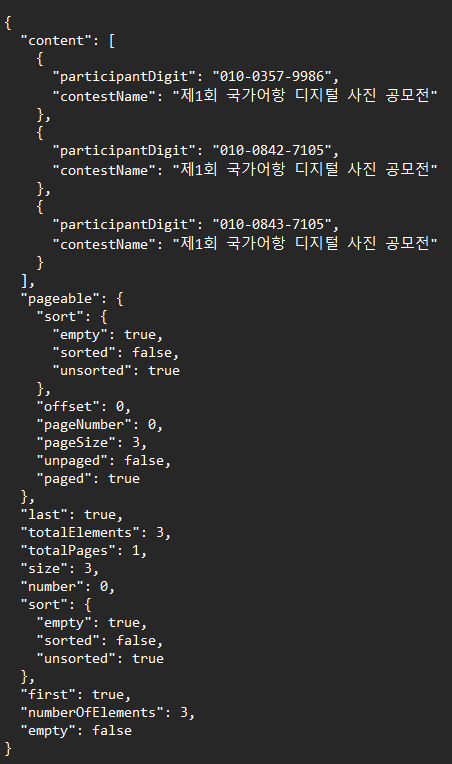 {
  "content": [
    {
      "participantDigit": "010-0357-9986",
      "contestName": "제1회 국가어항 디지털 사진 공모전"
    },
    {
      "participantDigit": "010-0842-7105",
      "contestName": "제1회 국가어항 디지털 사진 공모전"
    },
    {
      "participantDigit": "010-0843-7105",
      "contestName": "제1회 국가어항 디지털 사진 공모전"
    }
  ],
  "pageable": {
    "sort": {
      "empty": true,
      "sorted": false,
      "unsorted": true
    },
    "offset": 0,
    "pageNumber": 0,
    "pageSize": 3,
    "unpaged": false,
    "paged": true
  },
  "last": true,
  "totalElements": 3,
  "totalPages": 1,
  "size": 3,
  "number": 0,
  "sort": {
    "empty": true,
    "sorted": false,
    "unsorted": true
  },
  "first": true,
  "numberOfElements": 3,
  "empty": false
}